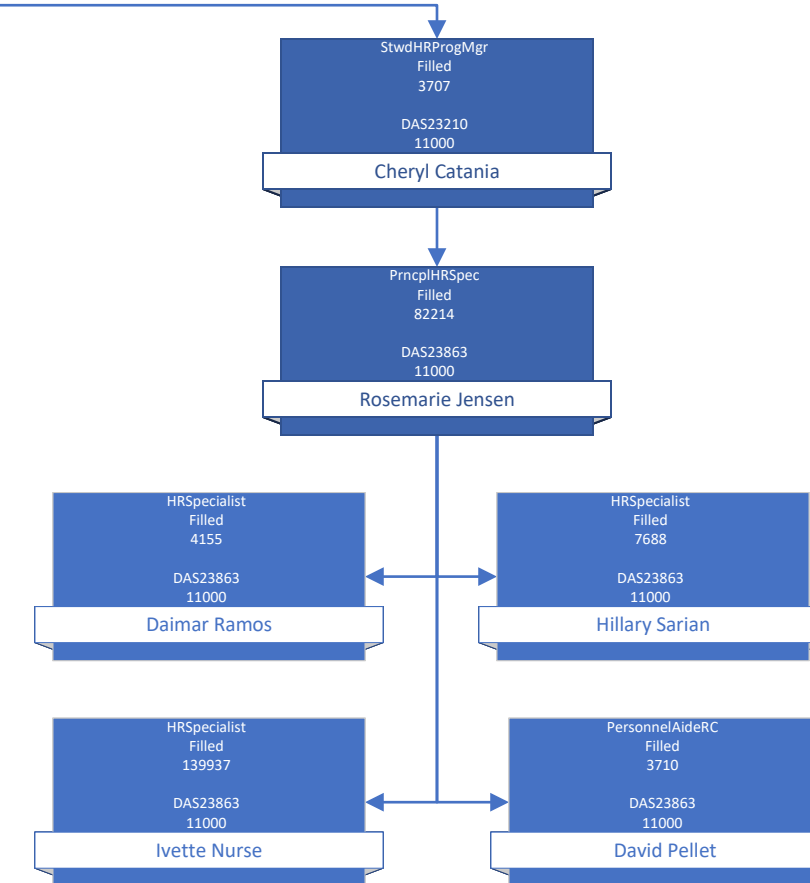 StwdHRProgMgr
Filled
3707
DAS23210
11000
Cheryl Catania
PrncplHRSpec
Filled
82214
DAS23863
11000
Rosemarie Jensen
HRSpecialist
Filled
4155
DAS23863
11000
Daimar Ramos
HRSpecialist
Filled
7688
DAS23863
11000
Hillary Sarian
HRSpecialist
Filled
139937
DAS23863
11000
Ivette Nurse
PersonnelAideRC
Filled
3710
DAS23863
11000
David Pellet